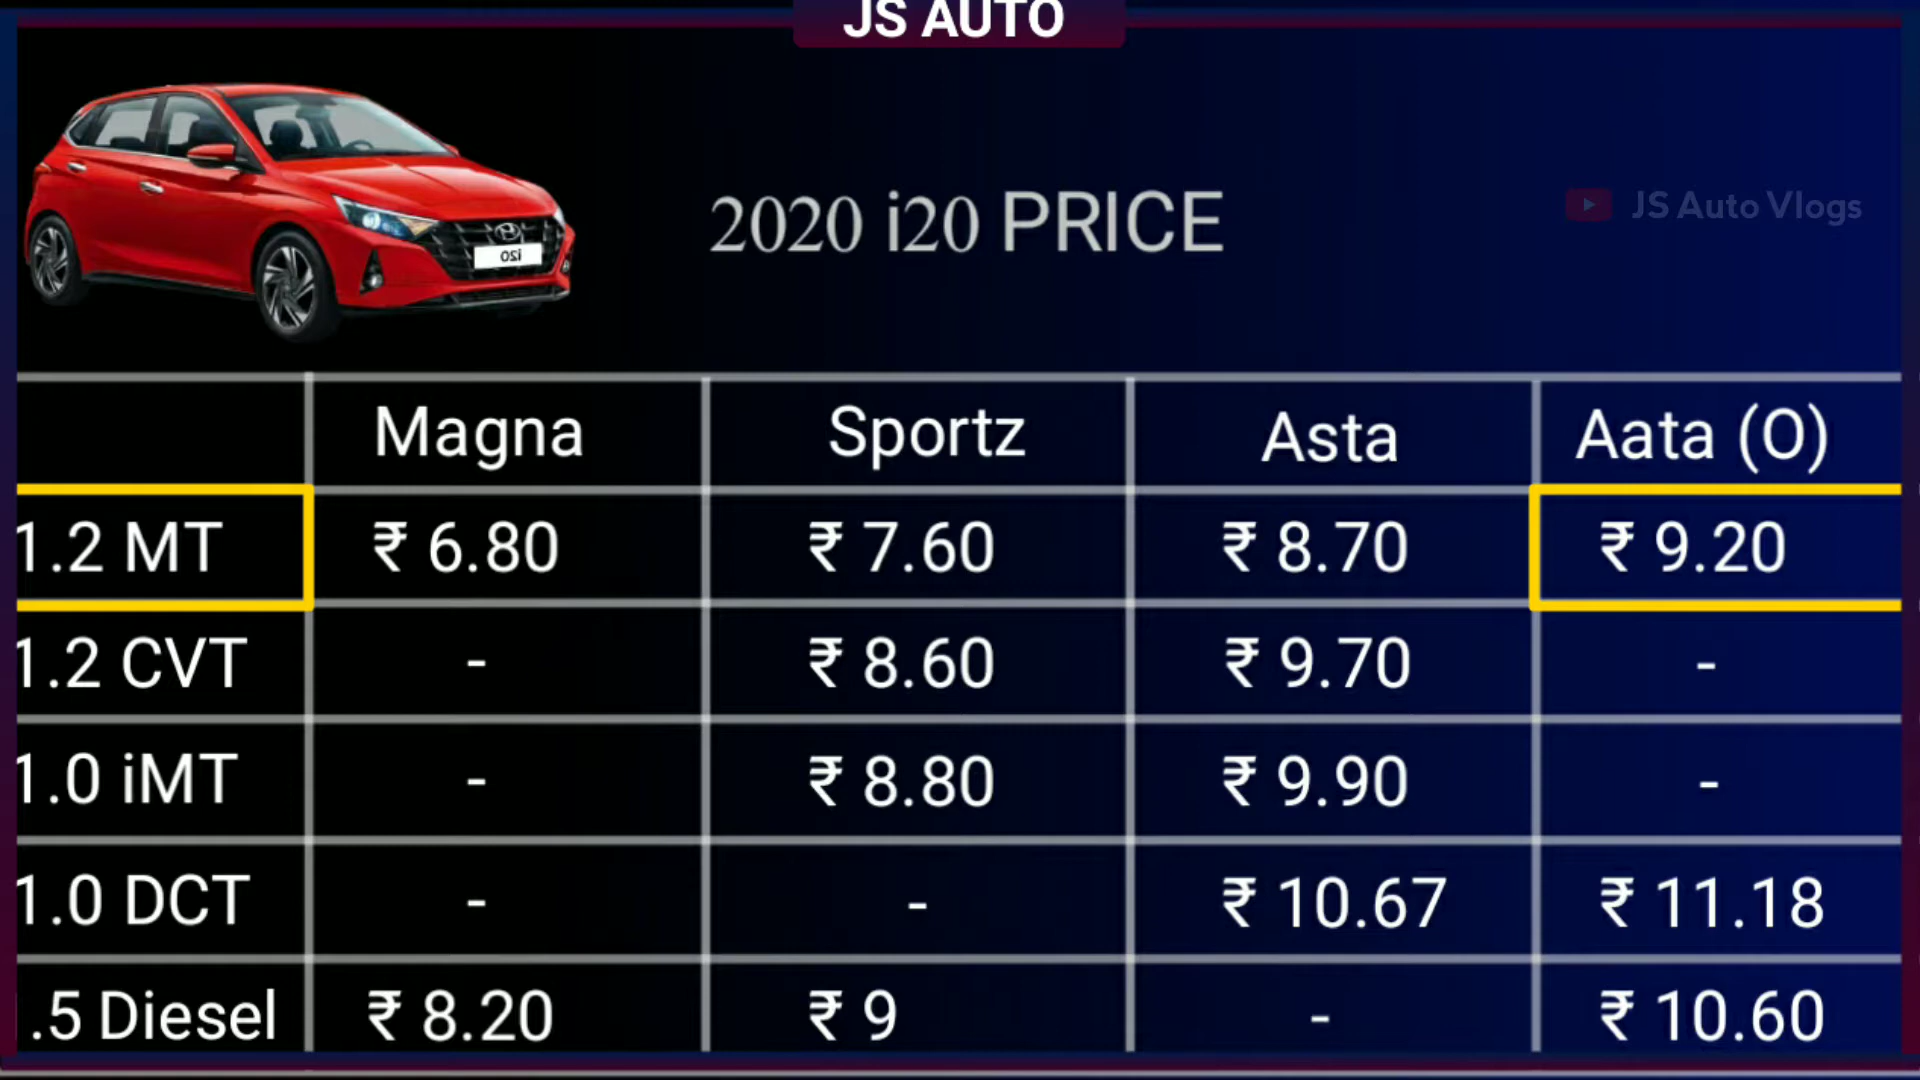 JS AUTO
2020 i20 PRICE
JS Auto Vlogs
i20
Magna Sportz Asta Aata (O)
1.2 MT ₹ 6.80 ₹ 7.60 ₹ 8.70 ₹ 9.20
1.2 CVT - ₹ 8.60 ₹ 9.70 -
1.0 iMT - ₹ 8.80 ₹ 9.90 -
1.0 DCT - - ₹ 10.67 ₹ 11.18
.5 Diesel ₹ 8.20 ₹ 9 - ₹ 10.60